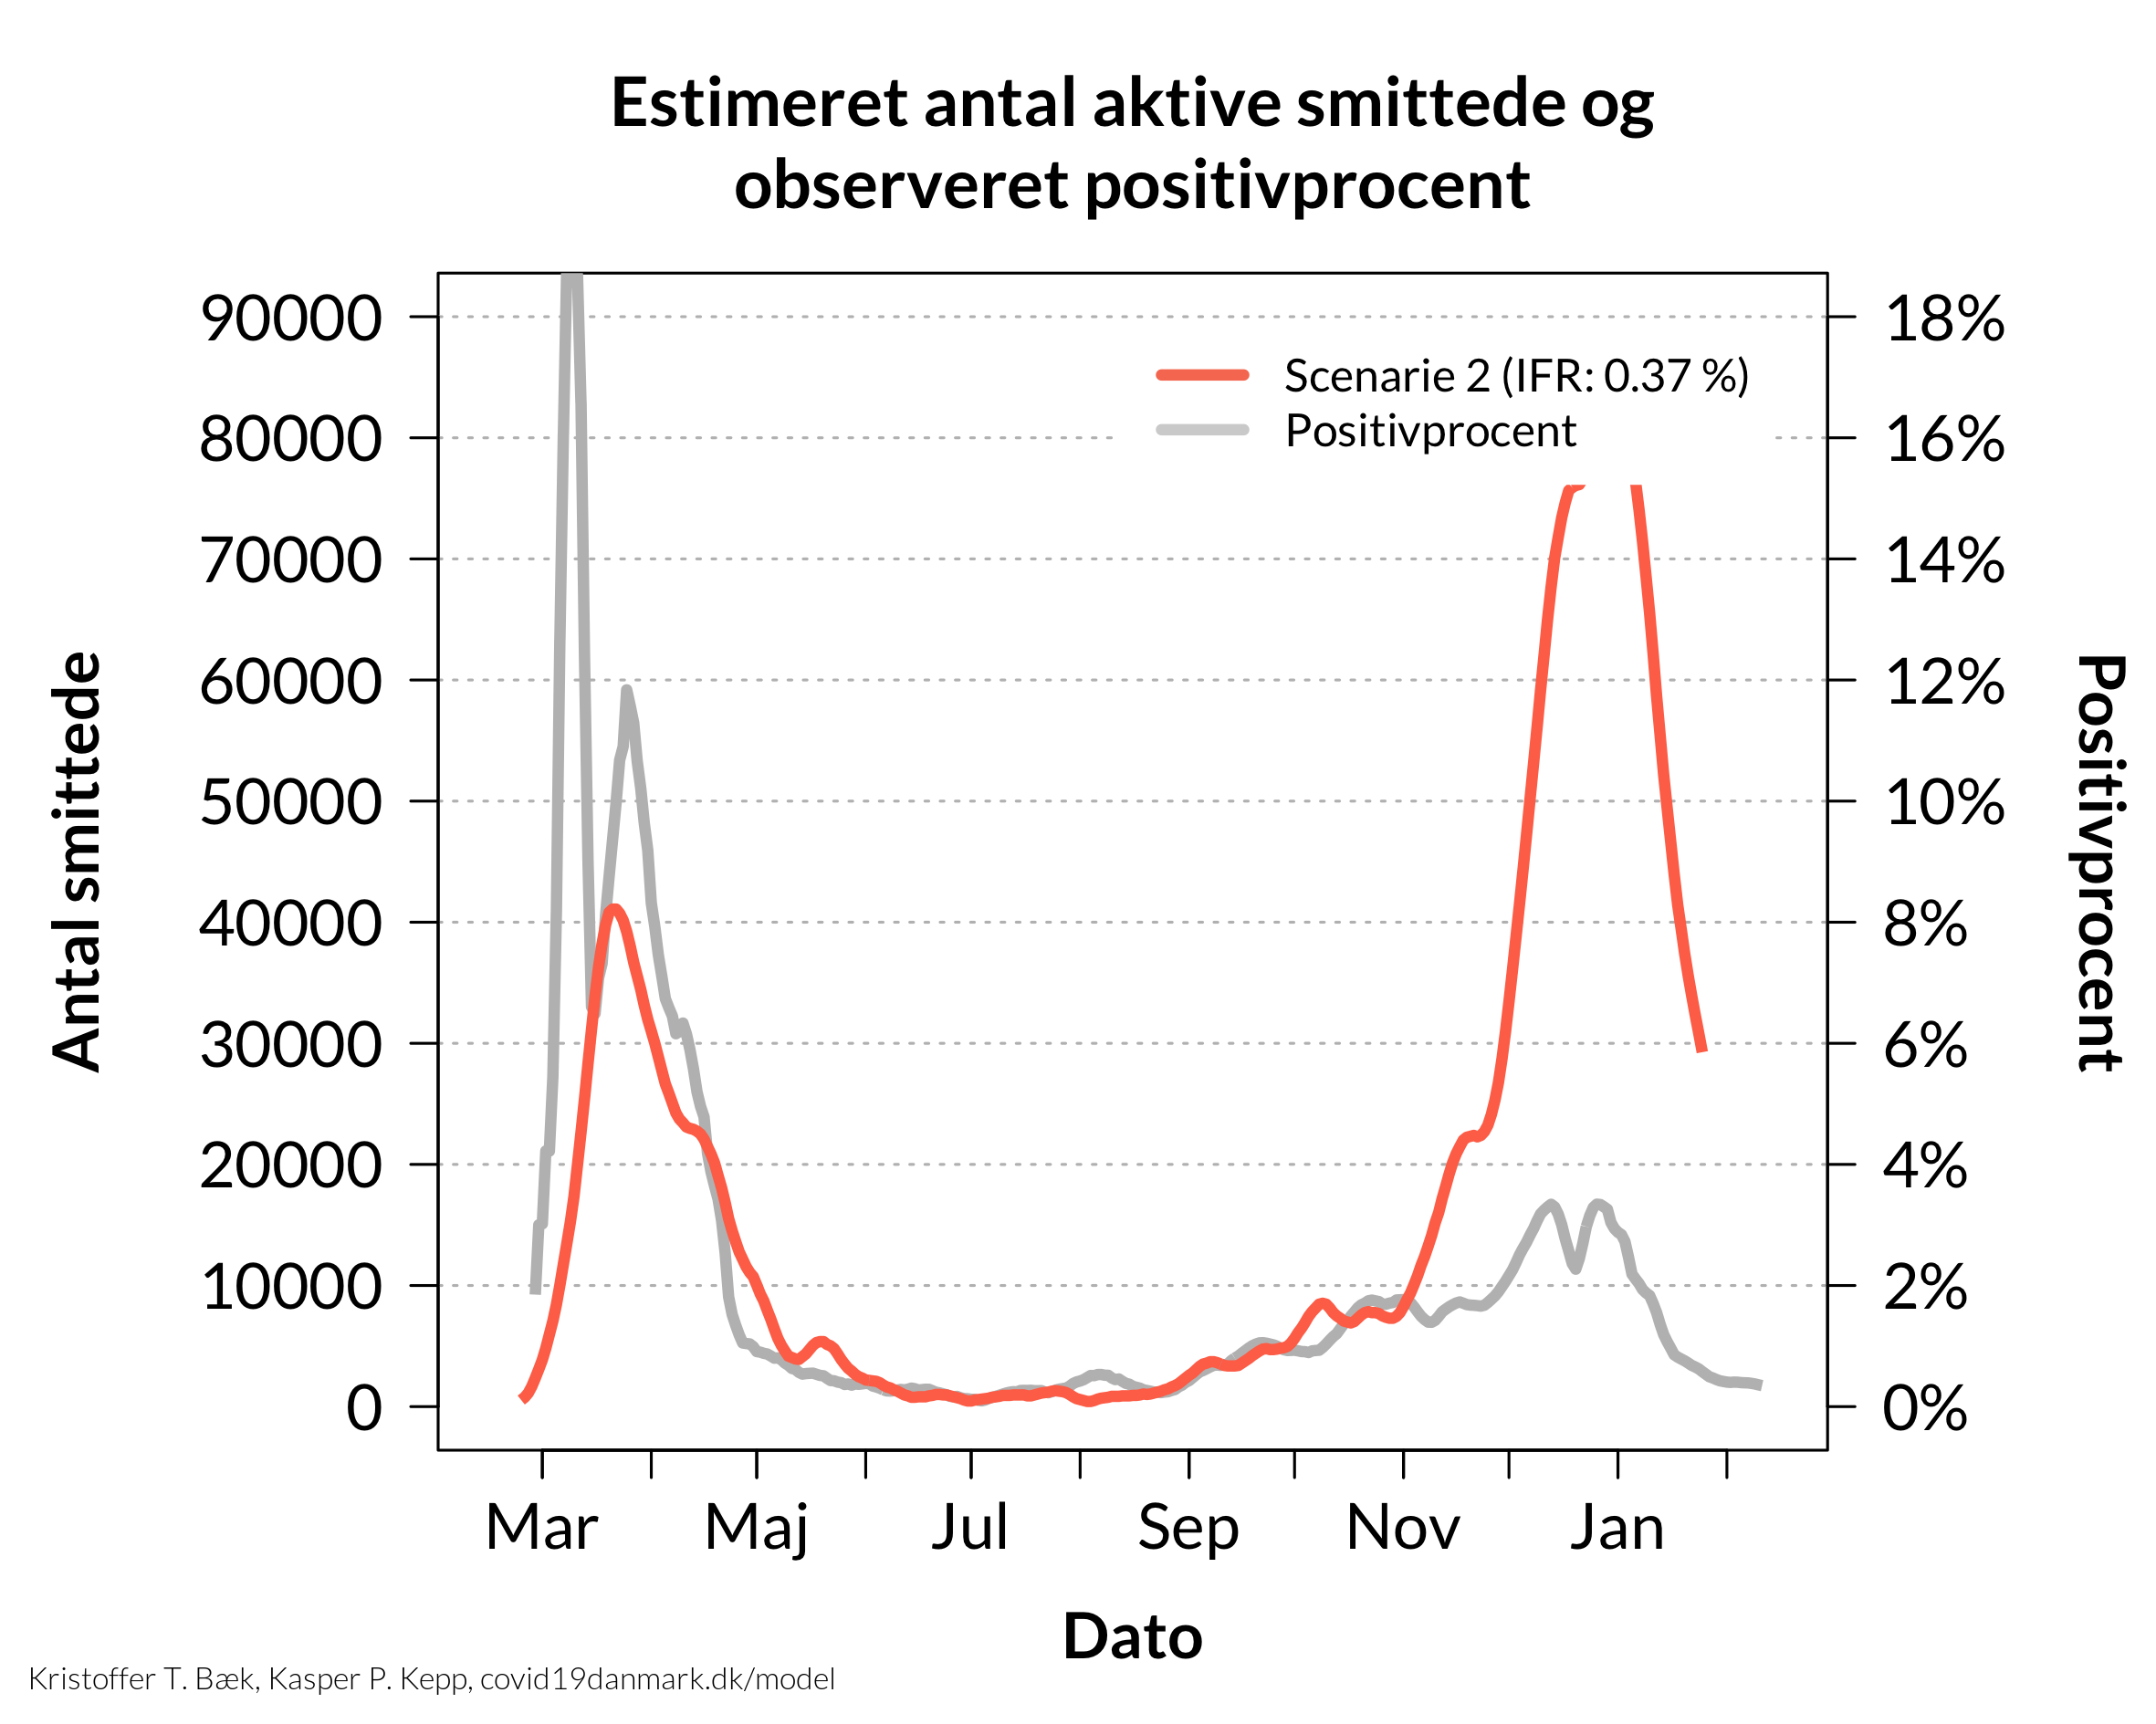 Estimeret antal aktive smittede og
observeret positivprocent
90000
80000
70000
60000
50000
40000
30000
20000
10000
0
Antal smittede
Scenarie 2 (IFR: 0.37 %)
Positivprocent
18%
16%
14%
12%
10%
8%
6%
4%
2%
0%
Positivprocent
Mar Maj Jul Sep Nov Jan
Dato
Kristoffer T. Bæk, Kasper P. Kepp, covid19danmark.dk/model